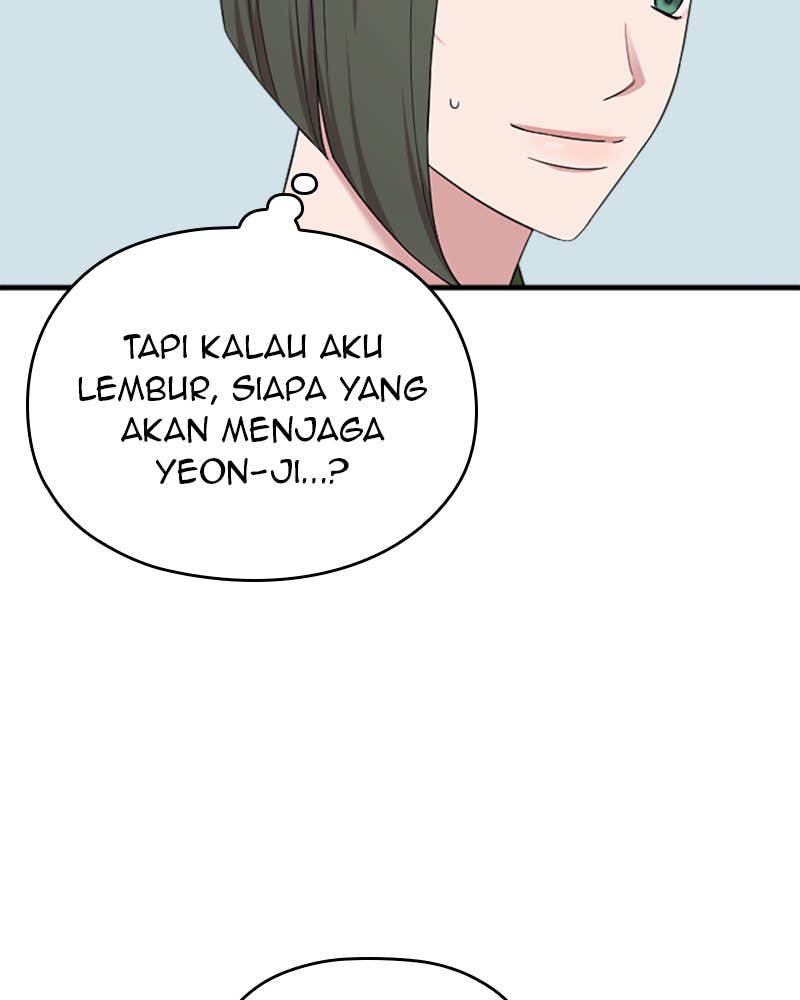 TAPI KALAU AKU
LEMBUR, SIAPA YANG
AKAN MENJAGA
YEON-JI...?